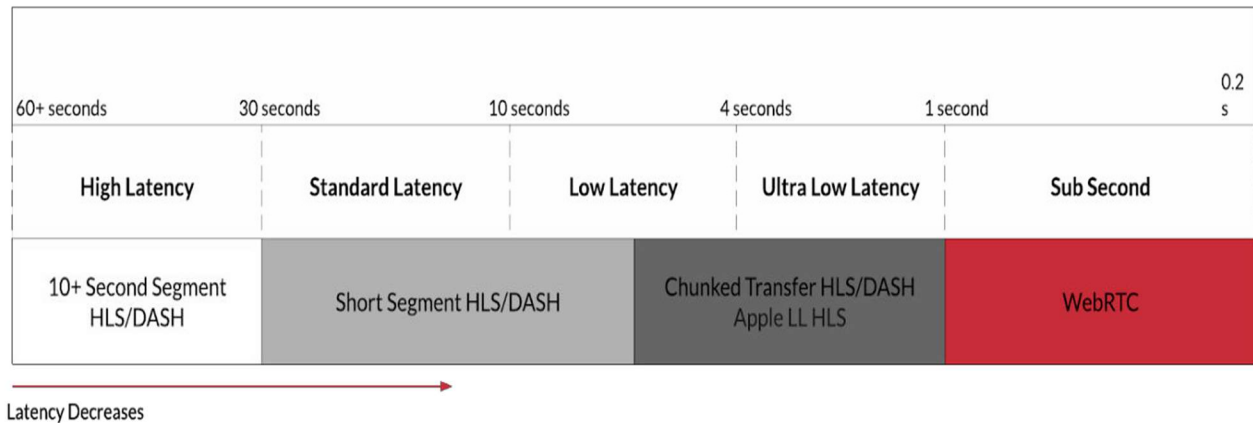 60+ seconds
30 seconds
10 seconds
4 seconds
1 second
0.2
s
High Latency
Standard Latency
Low Latency
Ultra Low Latency
Sub Second
10+ Second Segment
HLS/DASH
Short Segment HLS/DASH
Chunked Transfer HLS/DASH
Apple LL HLS
WebRTC
Latency Decreases